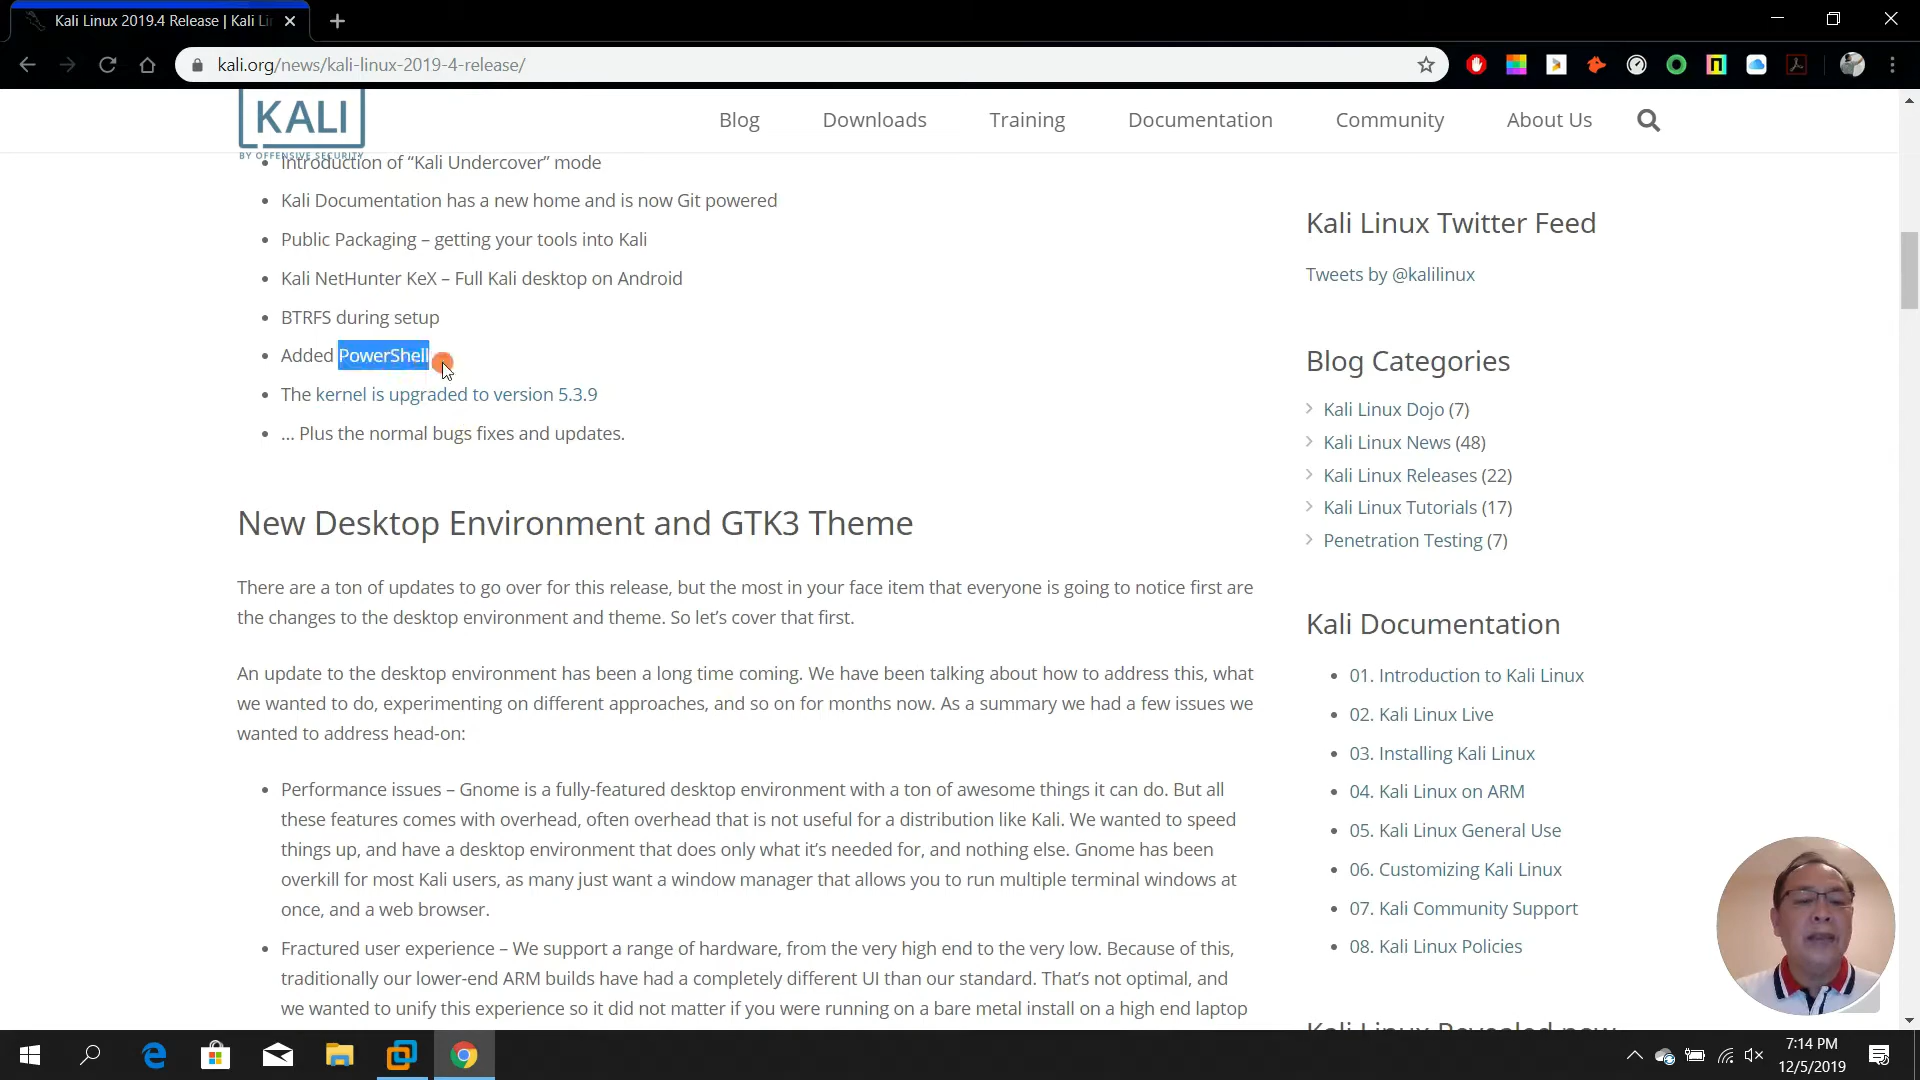 Kali Linux 2019.4 Release | Kali Li
kali.org/news/kali-linux-2019-4-release/
KALI
BY OFFENSIVE SECURITY
Blog
Downloads
Training
Documentation
Community
About Us
Introduction of “Kali Undercover” mode
Kali Documentation has a new home and is now Git powered
Public Packaging – getting your tools into Kali
Kali NetHunter KeX – Full Kali desktop on Android
BTRFS during setup
Added PowerShell
The kernel is upgraded to version 5.3.9
… Plus the normal bugs fixes and updates.
New Desktop Environment and GTK3 Theme
There are a ton of updates to go over for this release, but the most in your face item that everyone is going to notice first are
the changes to the desktop environment and theme. So let’s cover that first.
An update to the desktop environment has been a long time coming. We have been talking about how to address this, what
we wanted to do, experimenting on different approaches, and so on for months now. As a summary we had a few issues we
wanted to address head-on:
Performance issues – Gnome is a fully-featured desktop environment with a ton of awesome things it can do. But all
these features comes with overhead, often overhead that is not useful for a distribution like Kali. We wanted to speed
things up, and have a desktop environment that does only what it’s needed for, and nothing else. Gnome has been
overkill for most Kali users, as many just want a window manager that allows you to run multiple terminal windows at
once, and a web browser.
Fractured user experience – We support a range of hardware, from the very high end to the very low. Because of this,
traditionally our lower-end ARM builds have had a completely different UI than our standard. That’s not optimal, and
we wanted to unify this experience so it did not matter if you were running on a bare metal install on a high end laptop
Kali Linux Twitter Feed
Tweets by @kalilinux
Blog Categories
Kali Linux Dojo (7)
Kali Linux News (48)
Kali Linux Releases (22)
Kali Linux Tutorials (17)
Penetration Testing (7)
Kali Documentation
01. Introduction to Kali Linux
02. Kali Linux Live
03. Installing Kali Linux
04. Kali Linux on ARM
05. Kali Linux General Use
06. Customizing Kali Linux
07. Kali Community Support
08. Kali Linux Policies
Kali Linux Revealed now
7:14 PM
12/5/2019